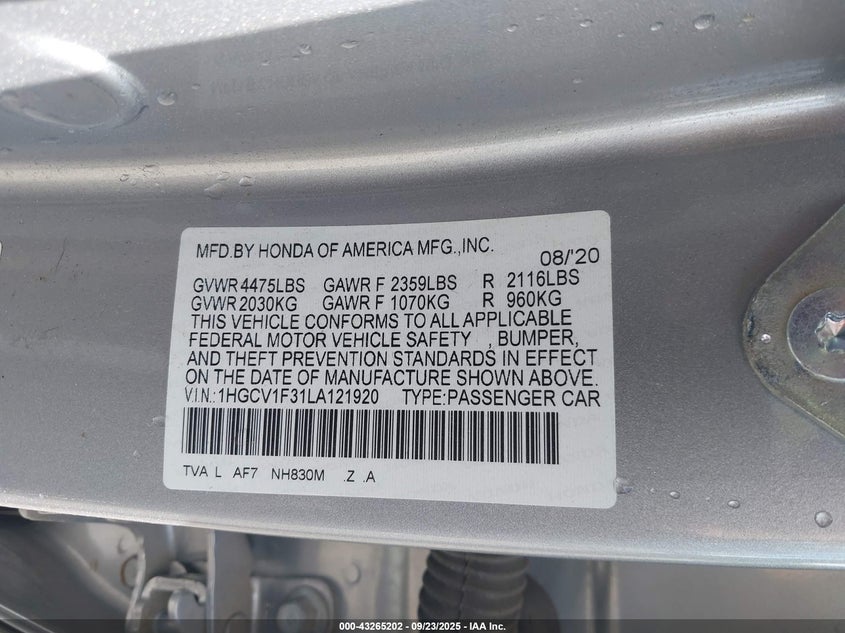 MFD.BY HONDA OF AMERICA MFG.,INC. 08/'20
GVWR 4475LBS GAWR F 2359LBS R 2116LBS
GVWR 2030KG GAWR F 1070KG R 960KG
THIS VEHICLE CONFORMS TO ALL APPLICABLE
FEDERAL MOTOR VEHICLE SAFETY , BUMPER,
AND THEFT PREVENTION STANDARDS IN EFFECT
ON THE DATE OF MANUFACTURE SHOWN ABOVE.
V.I.N.:1HGCV1F31LA121920 TYPE:PASSENGER CAR
TVA L AF7 NH830M .Z .A
000-43265202 - 09/23/2025 - IAA Inc.